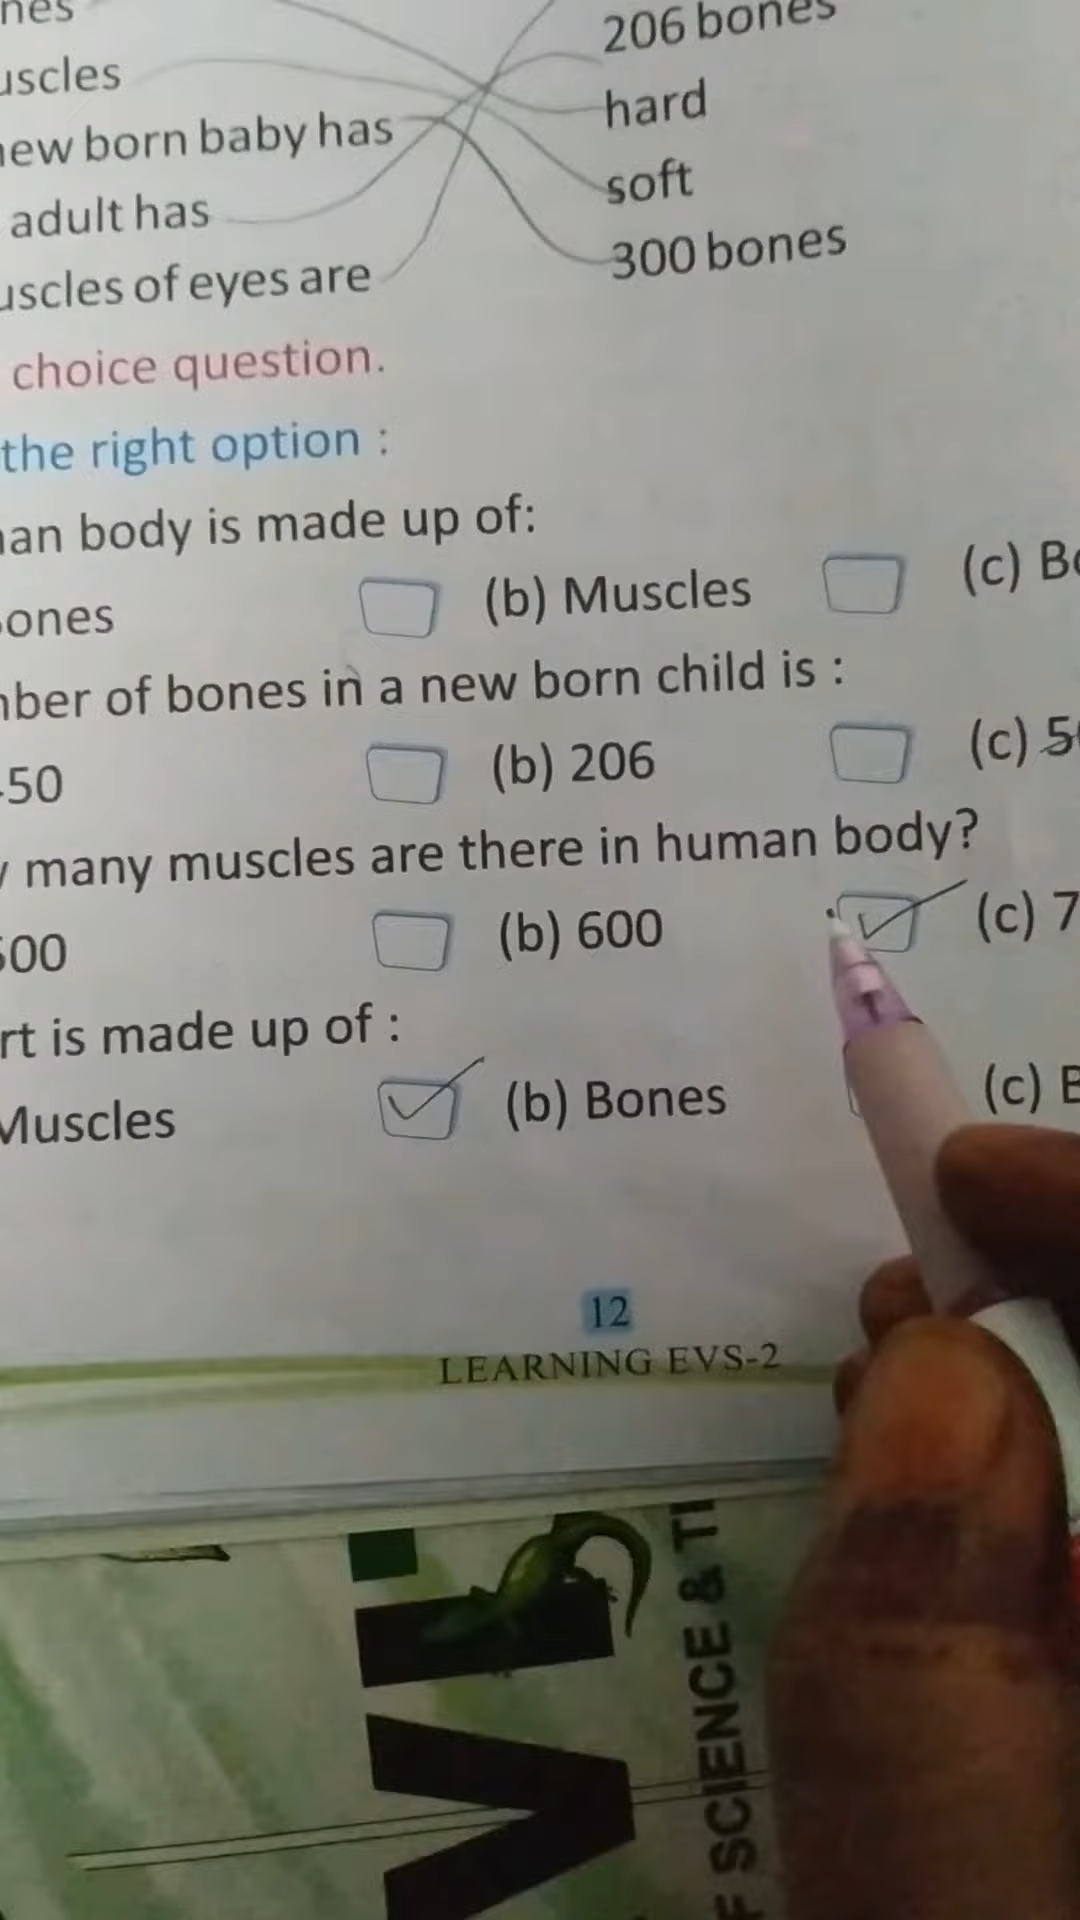 nes
uscles
206 bones
new born baby has
hard
adult has
soft
uscles of eyes are
300 bones
choice question.
the right option :
an body is made up of:
ones (b) Muscles (c) Bo
ber of bones in a new born child is :
50 (b) 206 (c) 5
many muscles are there in human body?
00 (b) 600 (c) 7
rt is made up of :
Muscles (b) Bones (c) B
12
LEARNING EVS-2
SCIENCE & T